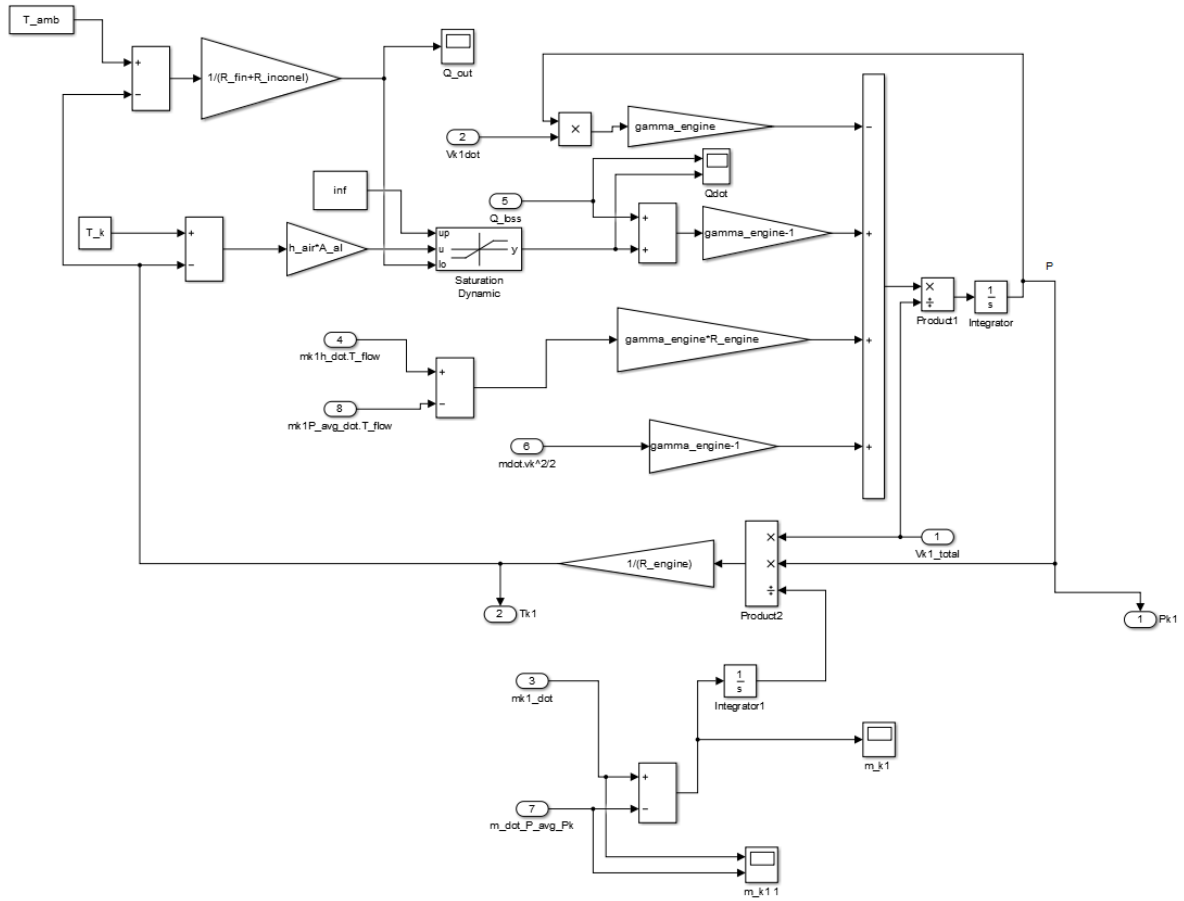 T_amb
+
−
1/(R_fin+R_inconel)
Q_out
2
Vk1dot
×
gamma_engine
−
inf
5
Q_loss
Qdot
T_k
+
−
h_air*A_al
up
u
lo
y
Saturation
Dynamic
+
+
gamma_engine-1
+
P
×
÷
Product1
1
s
Integrator
4
mk1h_dot.T_flow
+
−
8
mk1P_avg_dot.T_flow
gamma_engine*R_engine
+
6
mdot.vk^2/2
gamma_engine-1
+
1
Vk1_total
×
×
÷
Product2
1/(R_engine)
2
Tk1
1
Pk1
3
mk1_dot
1
s
Integrator1
m_k1
+
−
7
m_dot_P_avg_Pk
m_k1 1